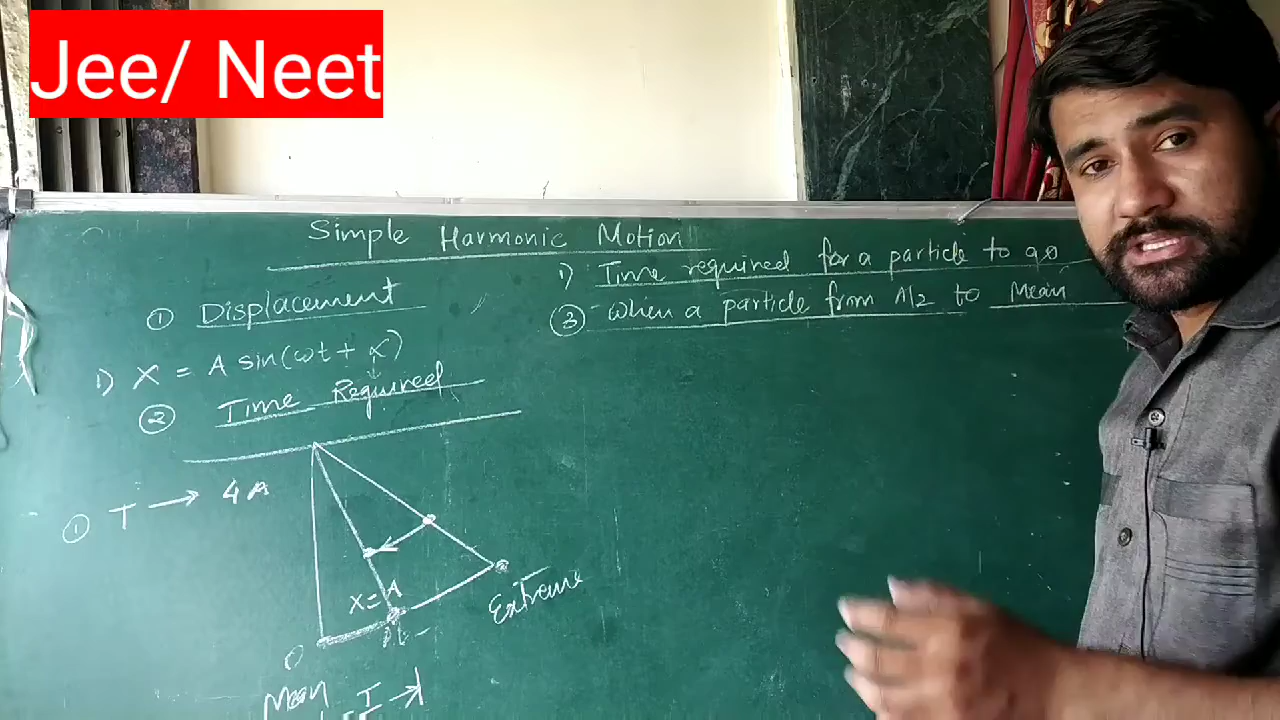 Jee/ Neet
Simple Harmonic Motion
① Displacement
1) X = A sin(ωt + α)
② Time Required
① T → 4A
X = A
Extreme
O
Mean
T →
1) Time required for a particle to go
③ When a particle from A/2 to Mean